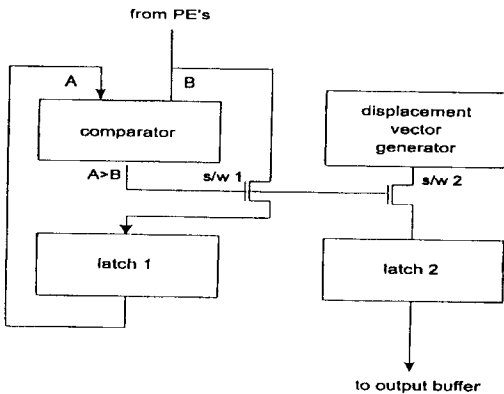 from PE's
A
B
comparator
displacement
vector
generator
A>B
s/w 1
s/w 2
latch 1
latch 2
to output buffer